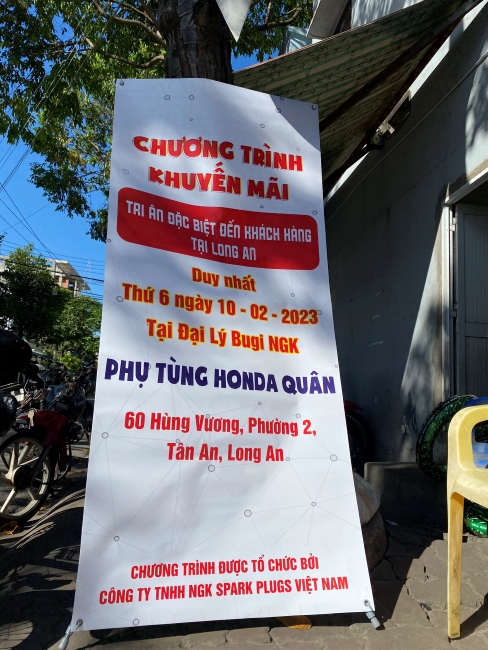 CHƯƠNG TRÌNH
KHUYẾN MÃI
TRI ÂN ĐẶC BIỆT ĐẾN KHÁCH HÀNG
TẠI LONG AN
Duy nhất
Thứ 6 ngày 10 - 02 - 2023
Tại Đại Lý Bugi NGK
PHỤ TÙNG HONDA QUÂN
60 Hùng Vương, Phường 2,
Tân An, Long An
CHƯƠNG TRÌNH ĐƯỢC TỔ CHỨC BỞI
CÔNG TY TNHH NGK SPARK PLUGS VIỆT NAM